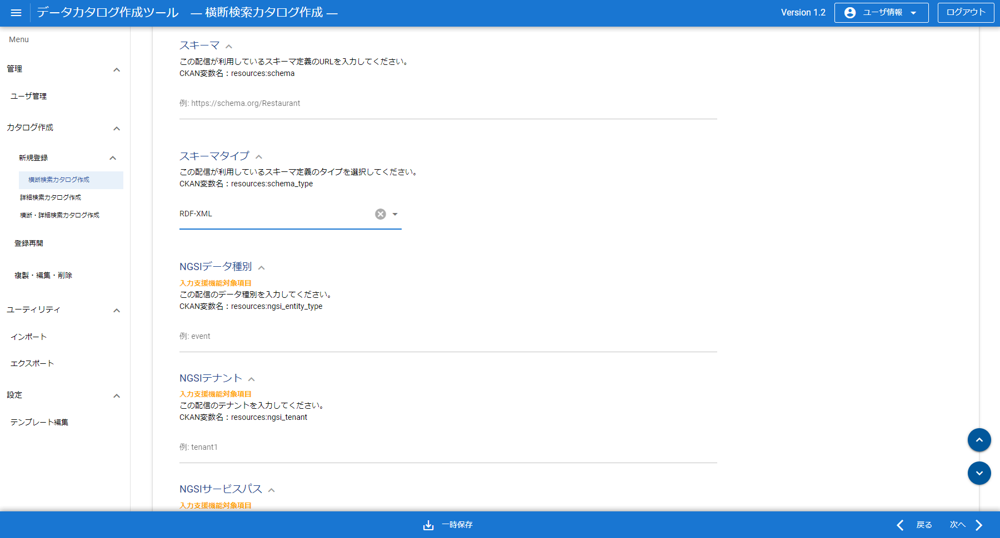 データカタログ作成ツール ― 横断検索カタログ作成 ―
Version 1.2
ユーザ情報
ログアウト
Menu
管理
ユーザ管理
カタログ作成
新規登録
横断検索カタログ作成
詳細検索カタログ作成
横断・詳細検索カタログ作成
登録再開
複製・編集・削除
ユーティリティ
インポート
エクスポート
設定
テンプレート編集
スキーマ
この配信が利用しているスキーマ定義のURLを入力してください。
CKAN変数名：resources:schema
例: https://schema.org/Restaurant
スキーマタイプ
この配信が利用しているスキーマ定義のタイプを選択してください。
CKAN変数名：resources:schema_type
RDF-XML
NGSIデータ種別
入力支援機能対象項目
この配信のデータ種別を入力してください。
CKAN変数名：resources:ngsi_entity_type
例: event
NGSIテナント
入力支援機能対象項目
この配信のテナントを入力してください。
CKAN変数名：resources:ngsi_tenant
例: tenant1
NGSIサービスパス
入力支援機能対象項目
一時保存
戻る
次へ